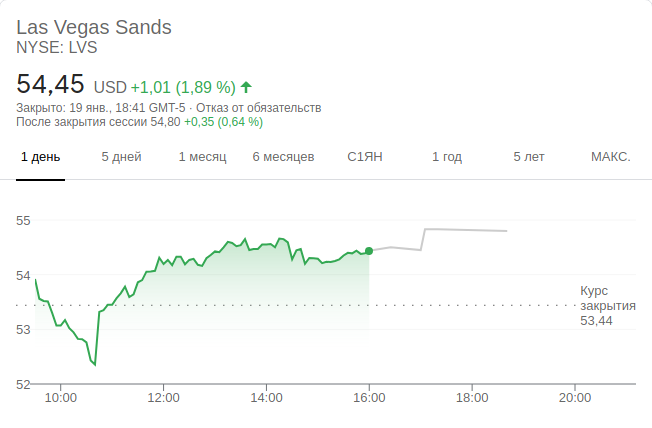 Las Vegas Sands
NYSE: LVS
54,45 USD +1,01 (1,89 %)
Закрыто: 19 янв., 18:41 GMT-5 · Отказ от обязательств
После закрытия сессии 54,80 +0,35 (0,64 %)
1 день 5 дней 1 месяц 6 месяцев С1ЯН 1 год 5 лет МАКС.
55
54
Курс
закрытия
53,44
53
52
10:00 12:00 14:00 16:00 18:00 20:00